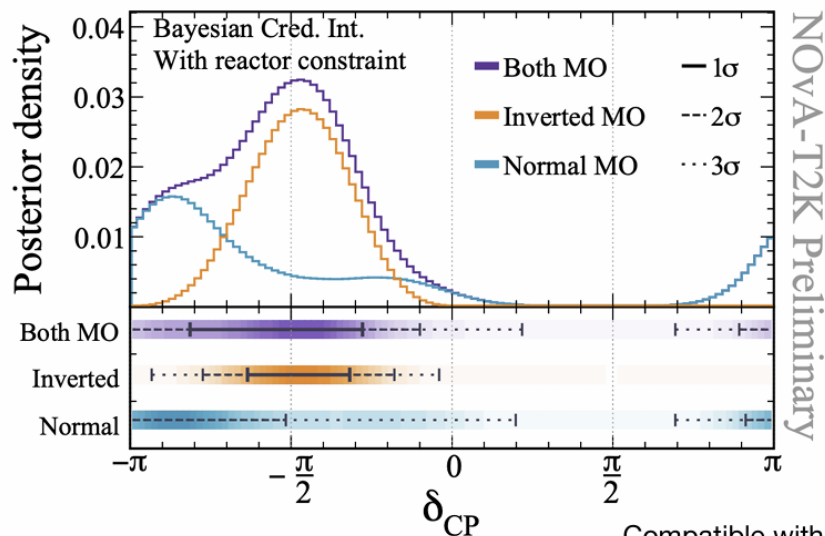 0.04
0.03
0.02
0.01
Posterior density
Bayesian Cred. Int.
With reactor constraint
Both MO
Inverted MO
Normal MO
1σ
2σ
3σ
Both MO
Inverted
Normal
−π
−π/2
0
π/2
π
δCP
NOvA-T2K Preliminary
Compatible with